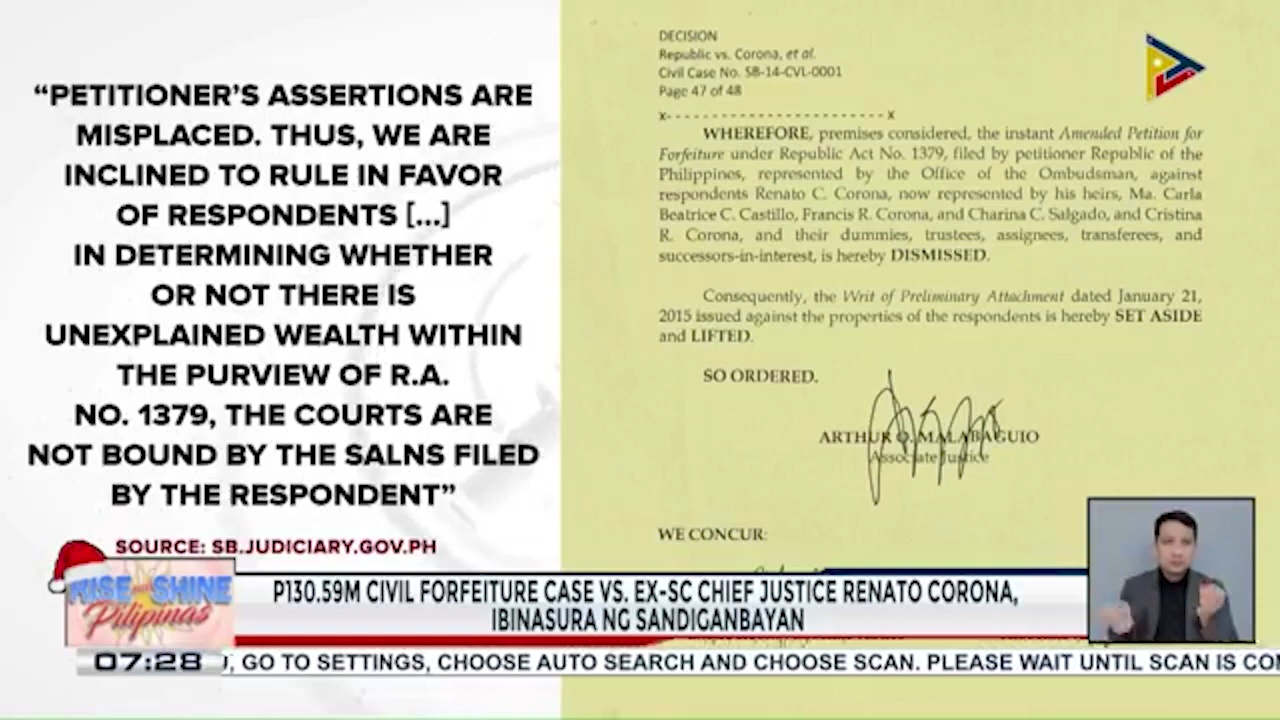 “PETITIONER’S ASSERTIONS ARE
MISPLACED. THUS, WE ARE
INCLINED TO RULE IN FAVOR
OF RESPONDENTS [...]
IN DETERMINING WHETHER
OR NOT THERE IS
UNEXPLAINED WEALTH WITHIN
THE PURVIEW OF R.A.
NO. 1379, THE COURTS ARE
NOT BOUND BY THE SALNS FILED
BY THE RESPONDENT”
SOURCE: SB.JUDICIARY.GOV.PH
DECISION
Republic vs. Corona, et al.
Civil Case No. SB-14-CVL-0001
Page 47 of 48
x- - - - - - - - - - - - - - - - - - - - - - - x
WHEREFORE, premises considered, the instant Amended Petition for
Forfeiture under Republic Act No. 1379, filed by petitioner Republic of the
Philippines, represented by the Office of the Ombudsman, against
respondents Renato C. Corona, now represented by his heirs, Ma. Carla
Beatrice C. Castillo, Francis R. Corona, and Charina C. Salgado, and Cristina
R. Corona, and their dummies, trustees, assignees, transferees, and
successors-in-interest, is hereby DISMISSED.
Consequently, the Writ of Preliminary Attachment dated January 21,
2015 issued against the properties of the respondents is hereby SET ASIDE
and LIFTED.
SO ORDERED.
ARTHUR O. MALABAGUIO
Associate Justice
WE CONCUR:
RISE AND SHINE
Pilipinas
P130.59M CIVIL FORFEITURE CASE VS. EX-SC CHIEF JUSTICE RENATO CORONA,
IBINASURA NG SANDIGANBAYAN
07:28 , GO TO SETTINGS, CHOOSE AUTO SEARCH AND CHOOSE SCAN. PLEASE WAIT UNTIL SCAN IS